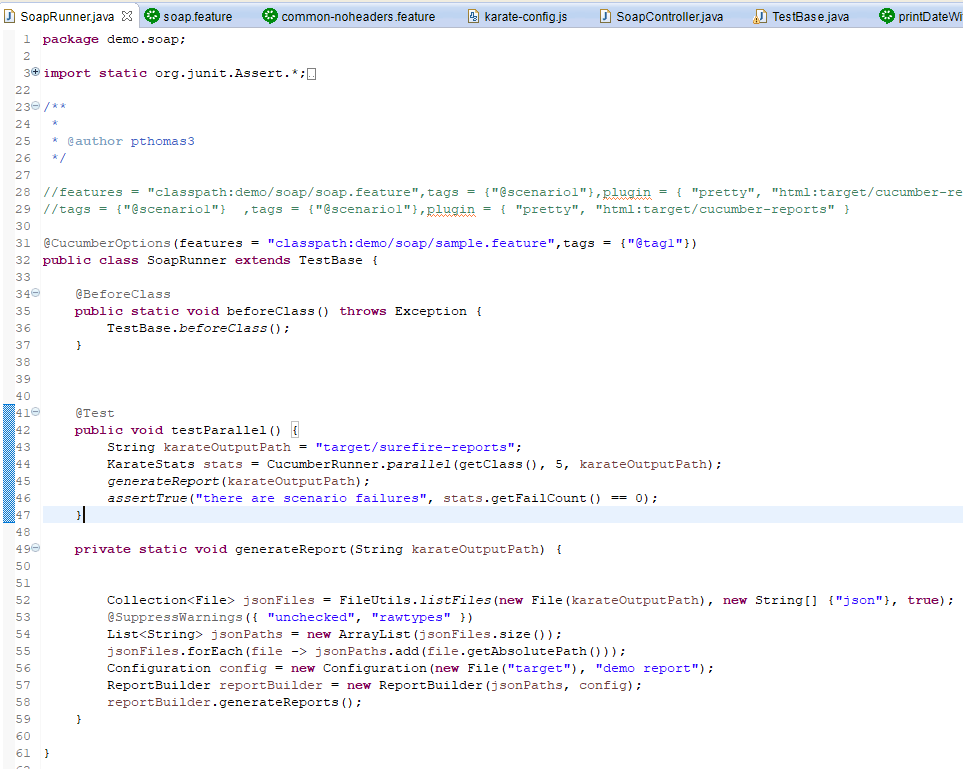 SoapRunner.java soap.feature common-noheaders.feature karate-config.js SoapController.java TestBase.java printDateWi
1 package demo.soap;
2
3 import static org.junit.Assert.*;
22
23 /**
24 *
25 * @author pthomas3
26 */
27
28 //features = "classpath:demo/soap/soap.feature",tags = {"@scenario1"},plugin = { "pretty", "html:target/cucumber-re
29 //tags = {"@scenario1"} ,tags = {"@scenario1"},plugin = { "pretty", "html:target/cucumber-reports" }
30
31 @CucumberOptions(features = "classpath:demo/soap/sample.feature",tags = {"@tag1"})
32 public class SoapRunner extends TestBase {
33
34 @BeforeClass
35 public static void beforeClass() throws Exception {
36 TestBase.beforeClass();
37 }
38
39
40
41 @Test
42 public void testParallel() {
43 String karateOutputPath = "target/surefire-reports";
44 KarateStats stats = CucumberRunner.parallel(getClass(), 5, karateOutputPath);
45 generateReport(karateOutputPath);
46 assertTrue("there are scenario failures", stats.getFailCount() == 0);
47 }
48
49 private static void generateReport(String karateOutputPath) {
50
51
52 Collection<File> jsonFiles = FileUtils.listFiles(new File(karateOutputPath), new String[] {"json"}, true);
53 @SuppressWarnings({ "unchecked", "rawtypes" })
54 List<String> jsonPaths = new ArrayList(jsonFiles.size());
55 jsonFiles.forEach(file -> jsonPaths.add(file.getAbsolutePath()));
56 Configuration config = new Configuration(new File("target"), "demo report");
57 ReportBuilder reportBuilder = new ReportBuilder(jsonPaths, config);
58 reportBuilder.generateReports();
59 }
60
61 }